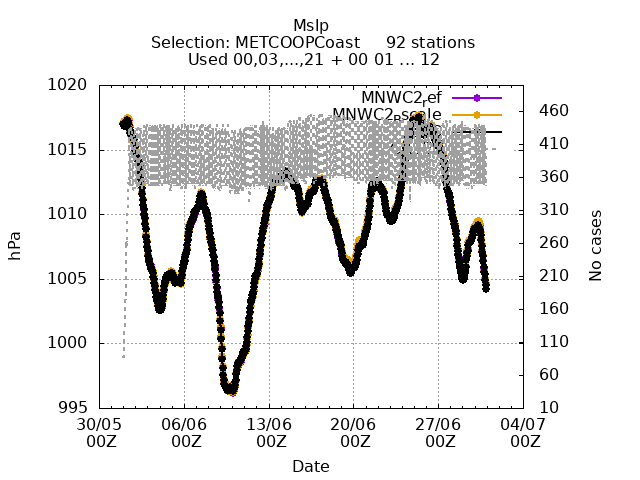 Mslp
Selection: METCOOPCoast 92 stations
Used 00,03,...,21 + 00 01 ... 12
1020
1015
1010
1005
1000
995
hPa
MNWC2ref
460
410
360
310
260
210
160
110
60
10
No cases
30/05 06/06 13/06 20/06 27/06 04/07
00Z 00Z 00Z 00Z 00Z 00Z
Date